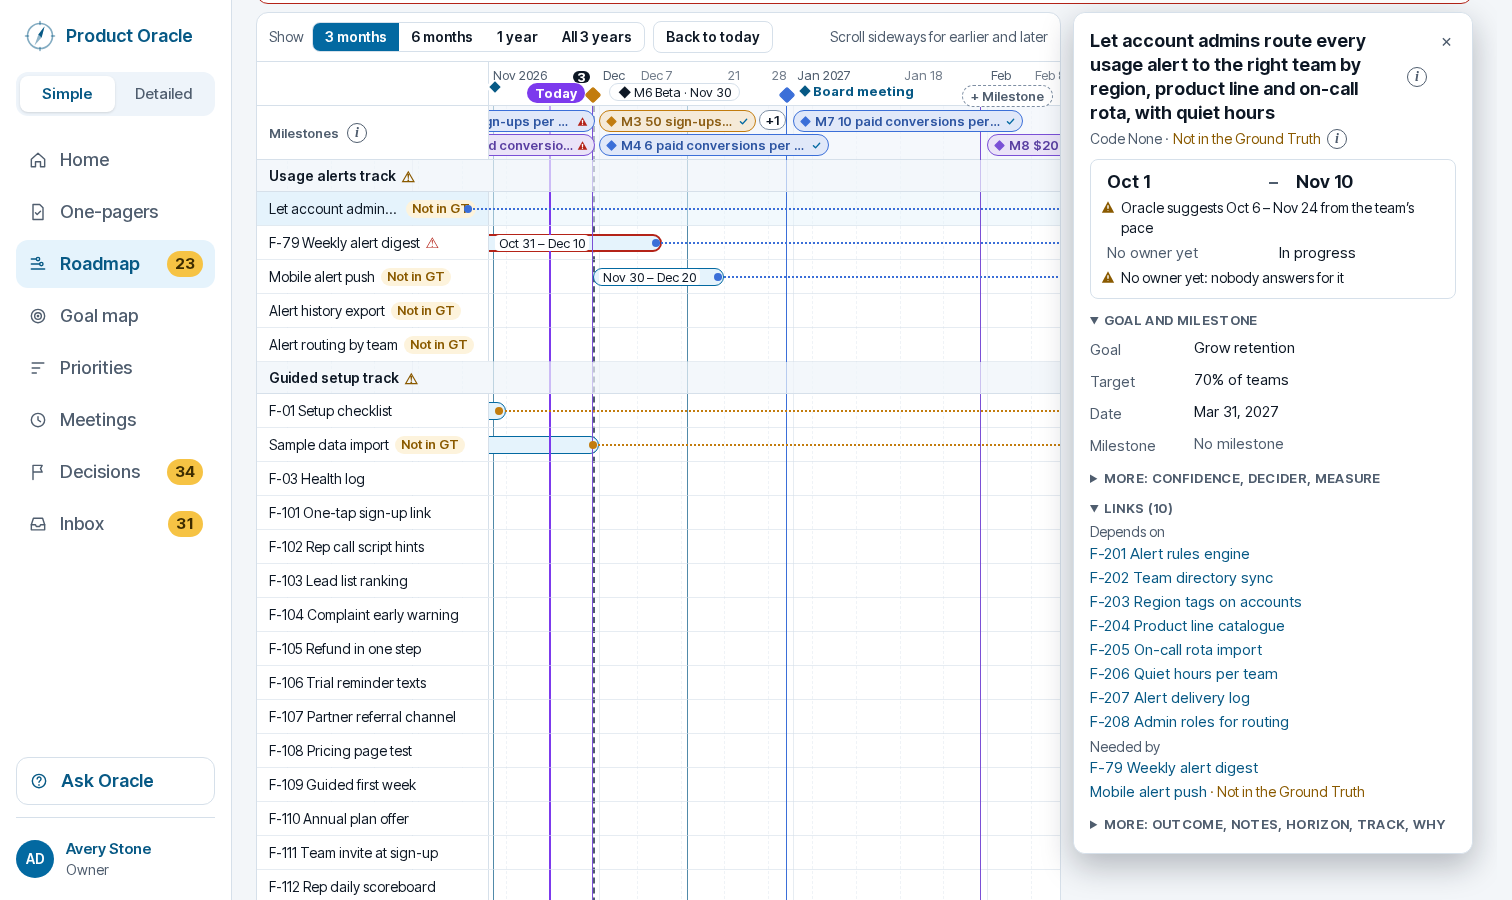 Product Oracle
Simple
Detailed
Home
One-pagers
Roadmap 23
Goal map
Priorities
Meetings
Decisions 34
Inbox 31
Ask Oracle
AD
Avery Stone
Owner
Show
3 months
6 months
1 year
All 3 years
Back to today
Scroll sideways for earlier and later
Nov 2026
3
Dec
Dec 7
21
28
Jan 2027
Jan 18
Feb
Feb
Today
M6 Beta · Nov 30
Board meeting
+ Milestone
Milestones i
gn-ups per ...
M3 50 sign-ups...
+1
M7 10 paid conversions per...
d conversio...
M4 6 paid conversions per ...
M8 $20
Usage alerts track
Let account admin...
Not in GT
F-79 Weekly alert digest
Oct 31 – Dec 10
Mobile alert push
Not in GT
Nov 30 – Dec 20
Alert history export
Not in GT
Alert routing by team
Not in GT
Guided setup track
F-01 Setup checklist
Sample data import
Not in GT
F-03 Health log
F-101 One-tap sign-up link
F-102 Rep call script hints
F-103 Lead list ranking
F-104 Complaint early warning
F-105 Refund in one step
F-106 Trial reminder texts
F-107 Partner referral channel
F-108 Pricing page test
F-109 Guided first week
F-110 Annual plan offer
F-111 Team invite at sign-up
F-112 Rep daily scoreboard
Let account admins route every
usage alert to the right team by
region, product line and on-call
rota, with quiet hours
i
×
Code None · Not in the Ground Truth i
Oct 1 – Nov 10
Oracle suggests Oct 6 – Nov 24 from the team's
pace
No owner yet
In progress
No owner yet: nobody answers for it
GOAL AND MILESTONE
Goal
Grow retention
Target
70% of teams
Date
Mar 31, 2027
Milestone
No milestone
MORE: CONFIDENCE, DECIDER, MEASURE
LINKS (10)
Depends on
F-201 Alert rules engine
F-202 Team directory sync
F-203 Region tags on accounts
F-204 Product line catalogue
F-205 On-call rota import
F-206 Quiet hours per team
F-207 Alert delivery log
F-208 Admin roles for routing
Needed by
F-79 Weekly alert digest
Mobile alert push · Not in the Ground Truth
MORE: OUTCOME, NOTES, HORIZON, TRACK, WHY